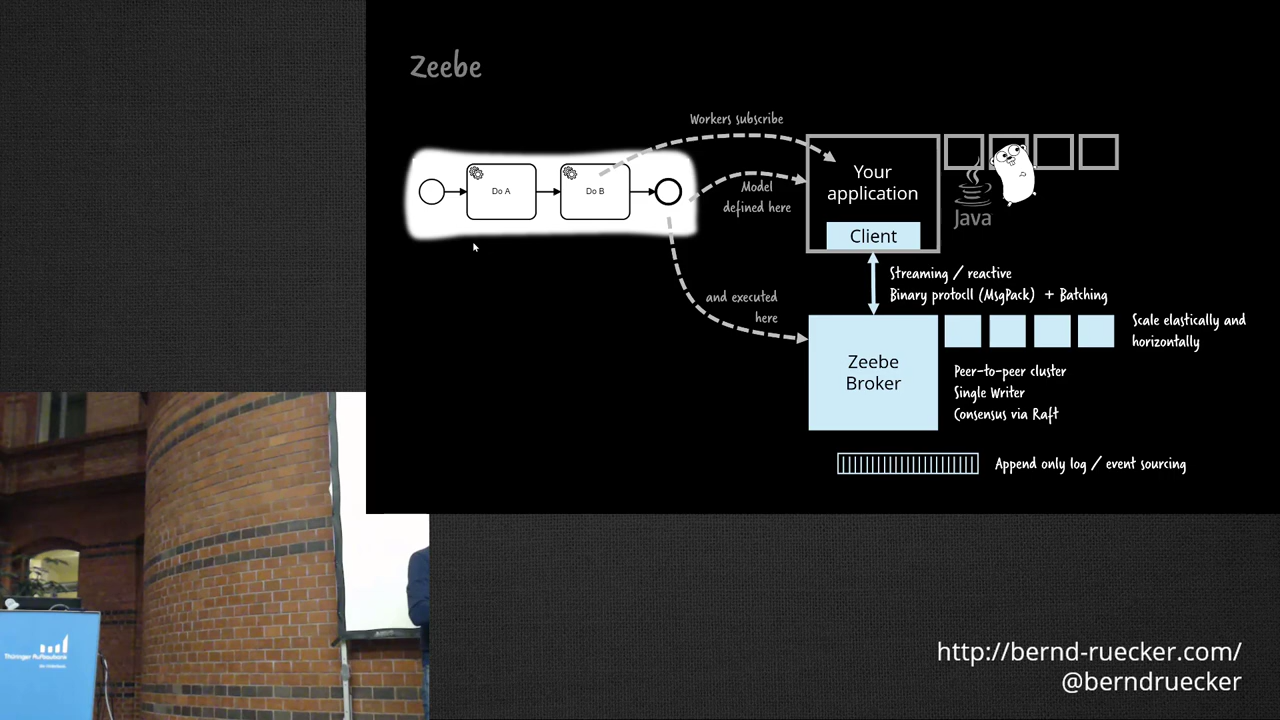 Zeebe
Workers subscribe
Do A
Do B
Model
defined here
and executed
here
Your
application
Client
Java
Streaming / reactive
Binary protocll (MsgPack) + Batching
Zeebe
Broker
Scale elastically and
horizontally
Peer-to-peer cluster
Single Writer
Consensus via Raft
Append only log / event sourcing
http://bernd-ruecker.com/
@berndruecker